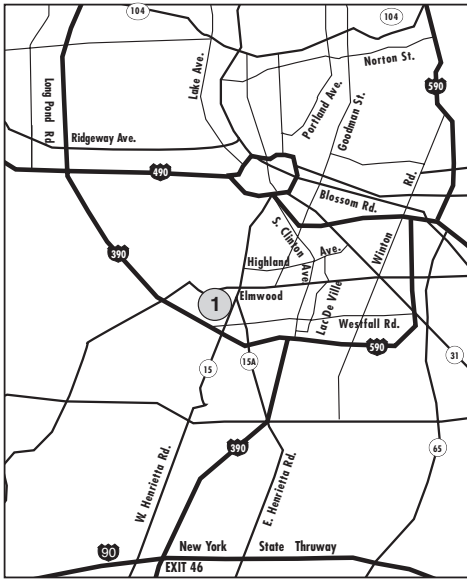 104
104
Norton St.
Lake Ave.
Portland Ave.
Goodman St.
Long Pond Rd.
590
Ridgeway Ave.
490
Rd.
Blossom Rd.
S. Clinton
Ave.
Winton
Highland
Ave.
390
1
Elmwood
Lac De Ville
Westfall Rd.
590
31
15
15A
390
65
W. Henrietta Rd.
E. Henrietta Rd.
90
New York State Thruway
EXIT 46